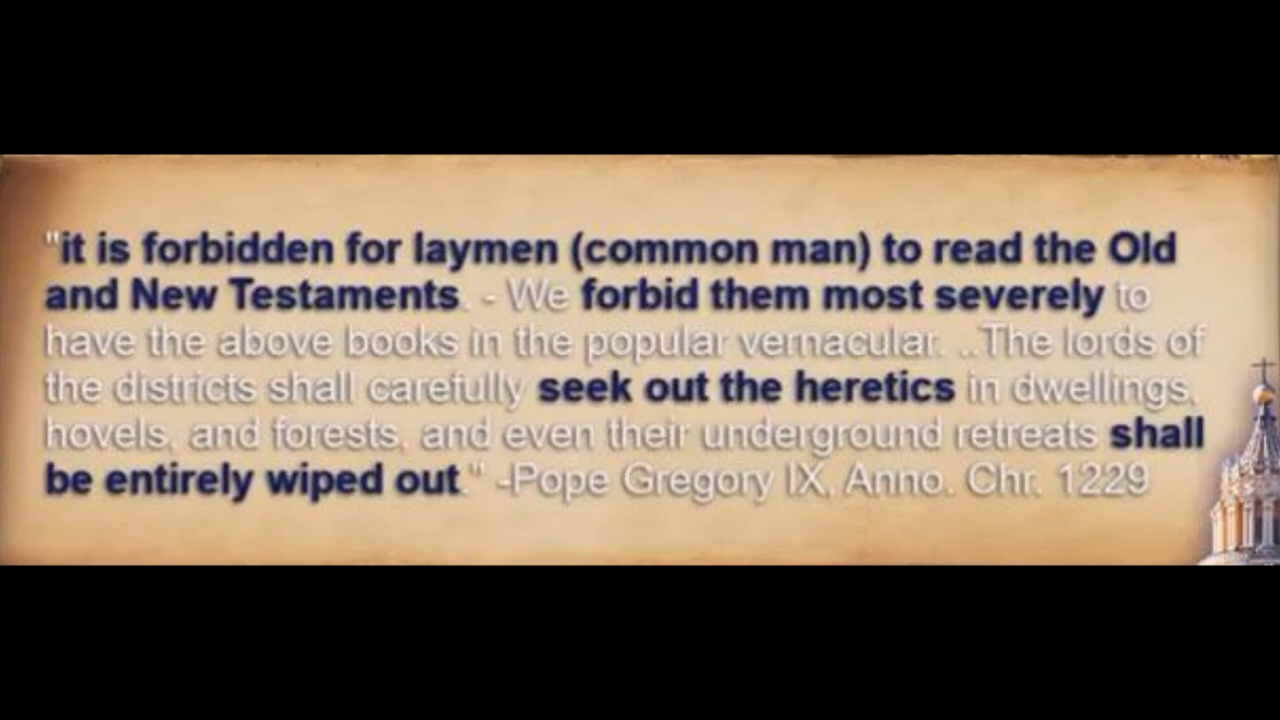 "it is forbidden for laymen (common man) to read the Old
and New Testaments. - We forbid them most severely to
have the above books in the popular vernacular. ..The lords of
the districts shall carefully seek out the heretics in dwellings,
hovels, and forests, and even their underground retreats shall
be entirely wiped out." -Pope Gregory IX, Anno. Chr. 1229